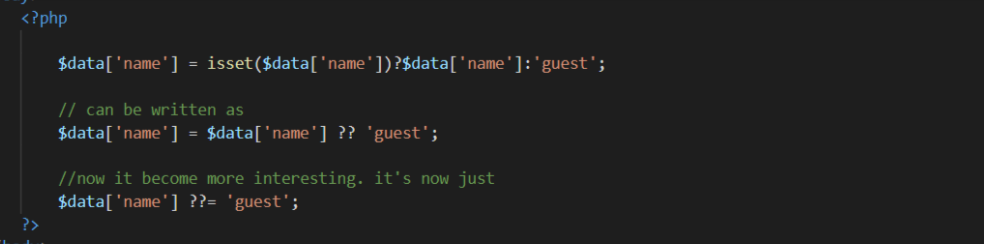 <?php
$data['name'] = isset($data['name'])?$data['name']:'guest';
// can be written as
$data['name'] = $data['name'] ?? 'guest';
//now it become more interesting. it's now just
$data['name'] ??= 'guest';
?>